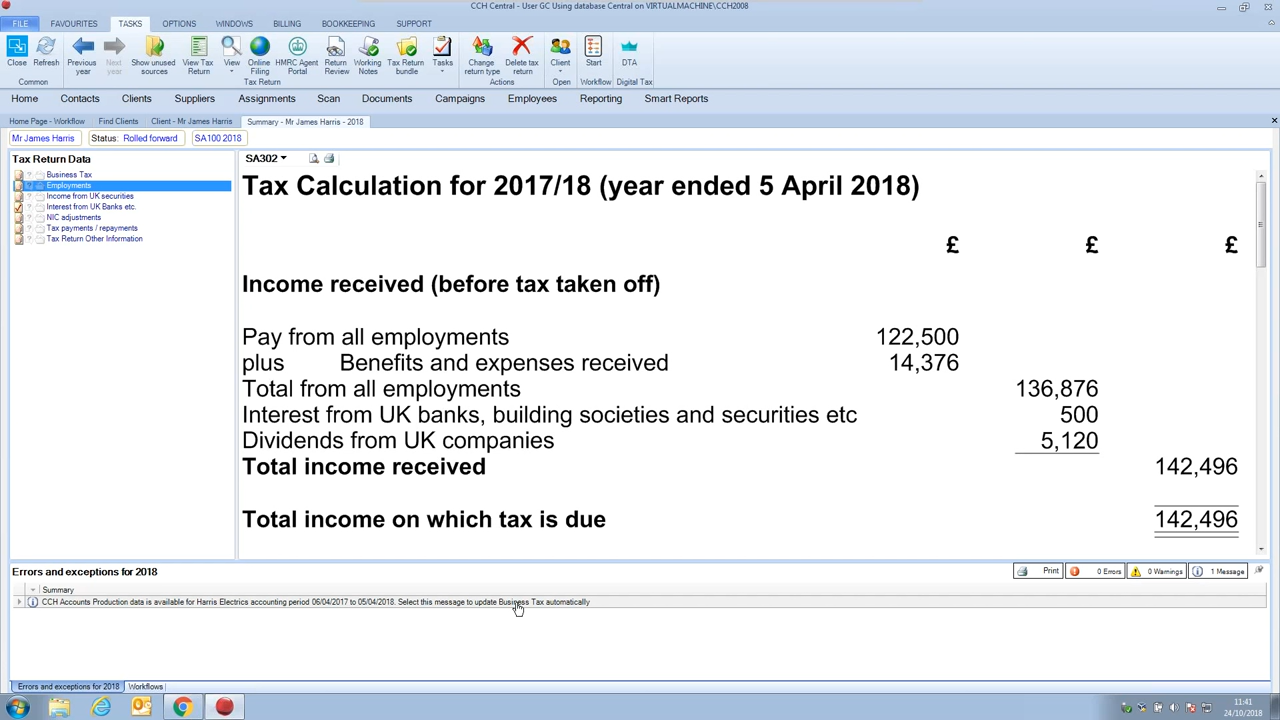 CCH Central - User GC Using database Central on VIRTUALMACHINE\CCH2008
FILE FAVOURITES TASKS OPTIONS WINDOWS BILLING BOOKKEEPING SUPPORT
Close Refresh Previous year Next year Show unused sources View Tax Return View Online Filing HMRC Agent Portal Return Review Working Notes Tax Return bundle Tasks Change return type Delete tax return Client Start DTA
Common Tax Return Actions Open Workflow Digital Tax
Home Contacts Clients Suppliers Assignments Scan Documents Campaigns Employees Reporting Smart Reports
Home Page - Workflow Find Clients Client - Mr James Harris Summary - Mr James Harris - 2018
Mr James Harris Status: Rolled forward SA100 2018
Tax Return Data
Business Tax
Employments
Income from UK securities
Interest from UK Banks etc.
NIC adjustments
Tax payments / repayments
Tax Return Other Information
SA302
Tax Calculation for 2017/18 (year ended 5 April 2018)
£ £ £
Income received (before tax taken off)
Pay from all employments 122,500
plus Benefits and expenses received 14,376
Total from all employments 136,876
Interest from UK banks, building societies and securities etc 500
Dividends from UK companies 5,120
Total income received 142,496
Total income on which tax is due 142,496
Errors and exceptions for 2018 Print 0 Errors 0 Warnings 1 Message
Summary
CCH Accounts Production data is available for Harris Electrics accounting period 06/04/2017 to 05/04/2018. Select this message to update Business Tax automatically
Errors and exceptions for 2018 Workflows
11:41
24/10/2018